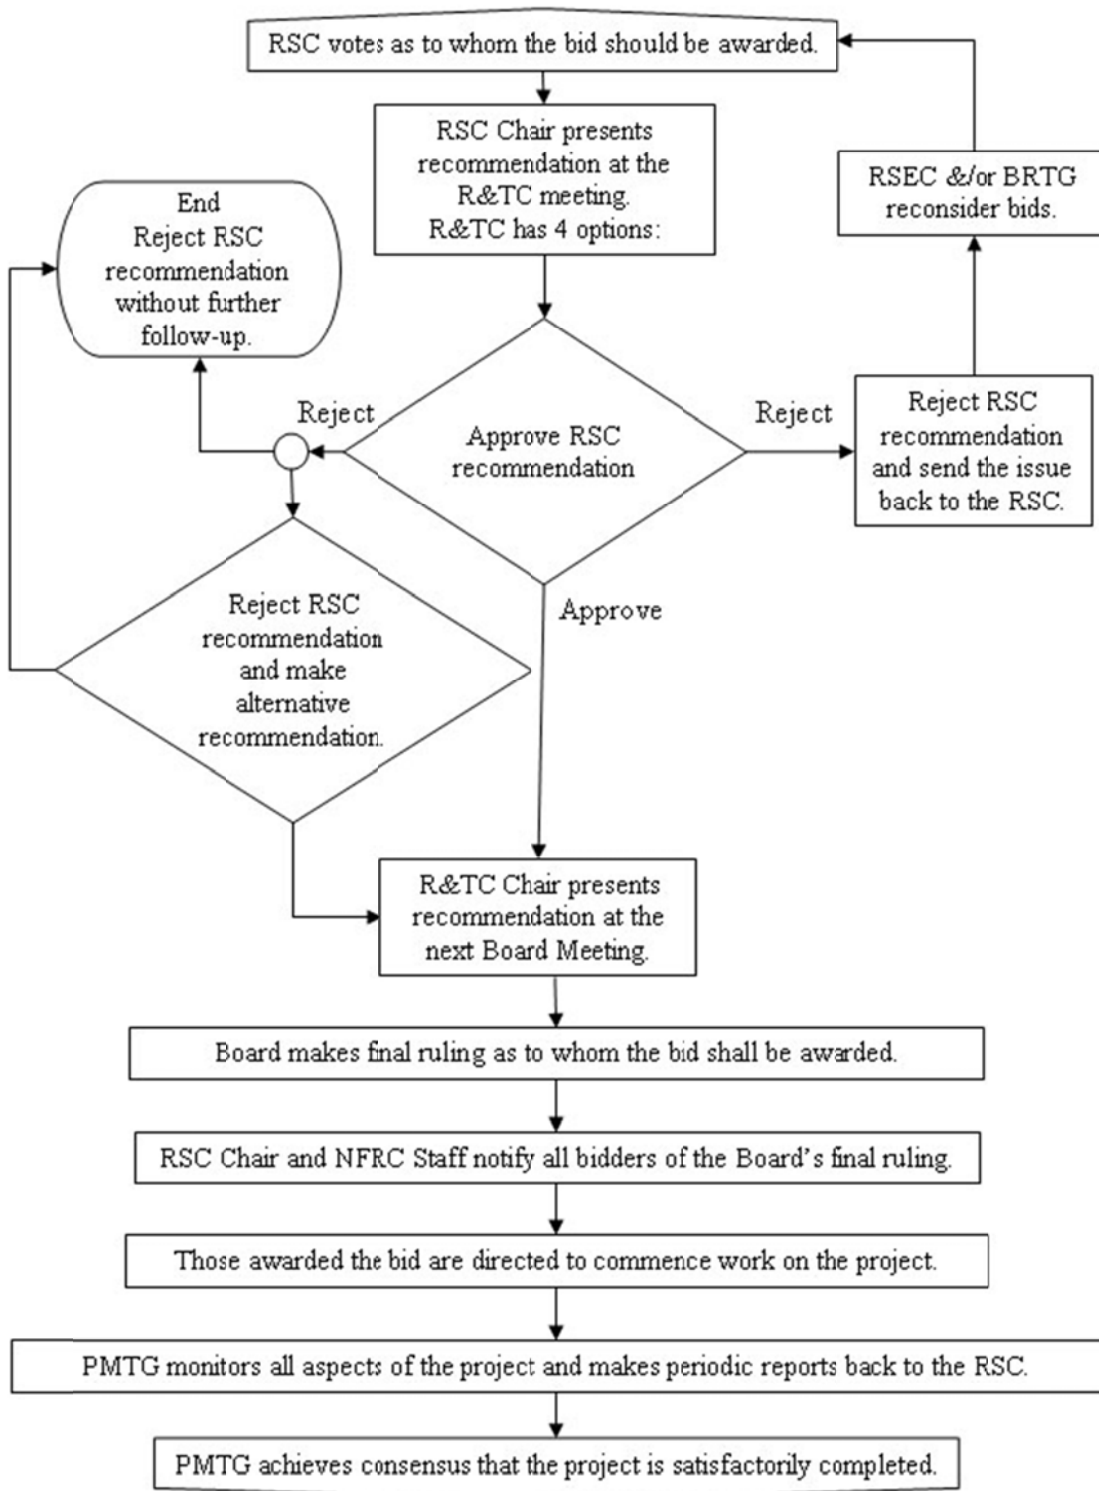 RSC votes as to whom the bid should be awarded.
RSC Chair presents
recommendation at the
R&TC meeting.
R&TC has 4 options:
RSEC &/or BRTG
reconsider bids.
End
Reject RSC
recommendation
without further
follow-up.
Reject
Approve RSC
recommendation
Reject
Reject RSC
recommendation
and send the issue
back to the RSC.
Approve
Reject RSC
recommendation
and make
alternative
recommendation.
R&TC Chair presents
recommendation at the
next Board Meeting.
Board makes final ruling as to whom the bid shall be awarded.
RSC Chair and NFRC Staff notify all bidders of the Board's final ruling.
Those awarded the bid are directed to commence work on the project.
PMTG monitors all aspects of the project and makes periodic reports back to the RSC.
PMTG achieves consensus that the project is satisfactorily completed.